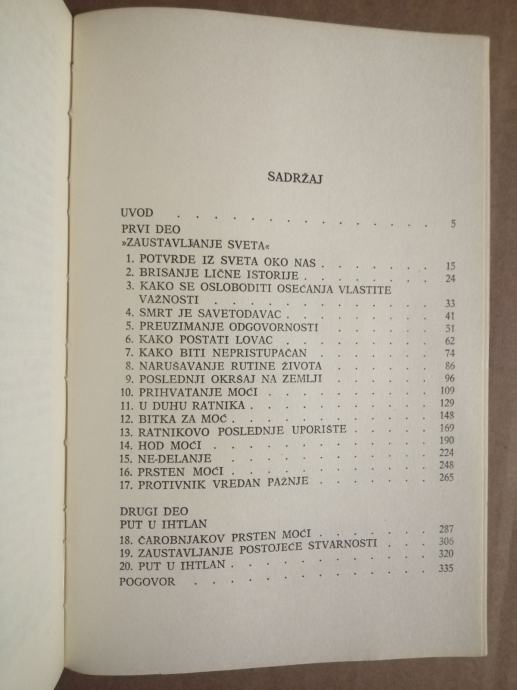 SADRŽAJ
UVOD . . . . . . . . . . . 5
PRVI DEO
»ZAUSTAVLJANJE SVETA«
1. POTVRDE IZ SVETA OKO NAS . . . . . . 15
2. BRISANJE LIČNE ISTORIJE . . . . . . . 24
3. KAKO SE OSLOBODITI OSEĆANJA VLASTITE
VAŽNOSTI . . . . . . . . . . 33
4. SMRT JE SAVETODAVAC . . . . . . . 41
5. PREUZIMANJE ODGOVORNOSTI . . . . . 51
6. KAKO POSTATI LOVAC . . . . . . . 62
7. KAKO BITI NEPRISTUPAČAN . . . . . . 74
8. NARUŠAVANJE RUTINE ŽIVOTA . . . . . 86
9. POSLEDNJI OKRŠAJ NA ZEMLJI . . . . . 96
10. PRIHVATANJE MOĆI . . . . . . . . 109
11. U DUHU RATNIKA . . . . . . . . 129
12. BITKA ZA MOĆ . . . . . . . . . 148
13. RATNIKOVO POSLEDNJE UPORIŠTE . . . . 169
14. HOD MOĆI . . . . . . . . . . 190
15. NE-DELANJE . . . . . . . . . . 224
16. PRSTEN MOĆI . . . . . . . . . 248
17. PROTIVNIK VREDAN PAŽNJE . . . . . . 265
DRUGI DEO
PUT U IHTLAN
18. ČAROBNJAKOV PRSTEN MOĆI . . . . . 287
19. ZAUSTAVLJANJE POSTOJEĆE STVARNOSTI . . . 306
20. PUT U IHTLAN . . . . . . . . . 320
POGOVOR . . . . . . . . . . . 335